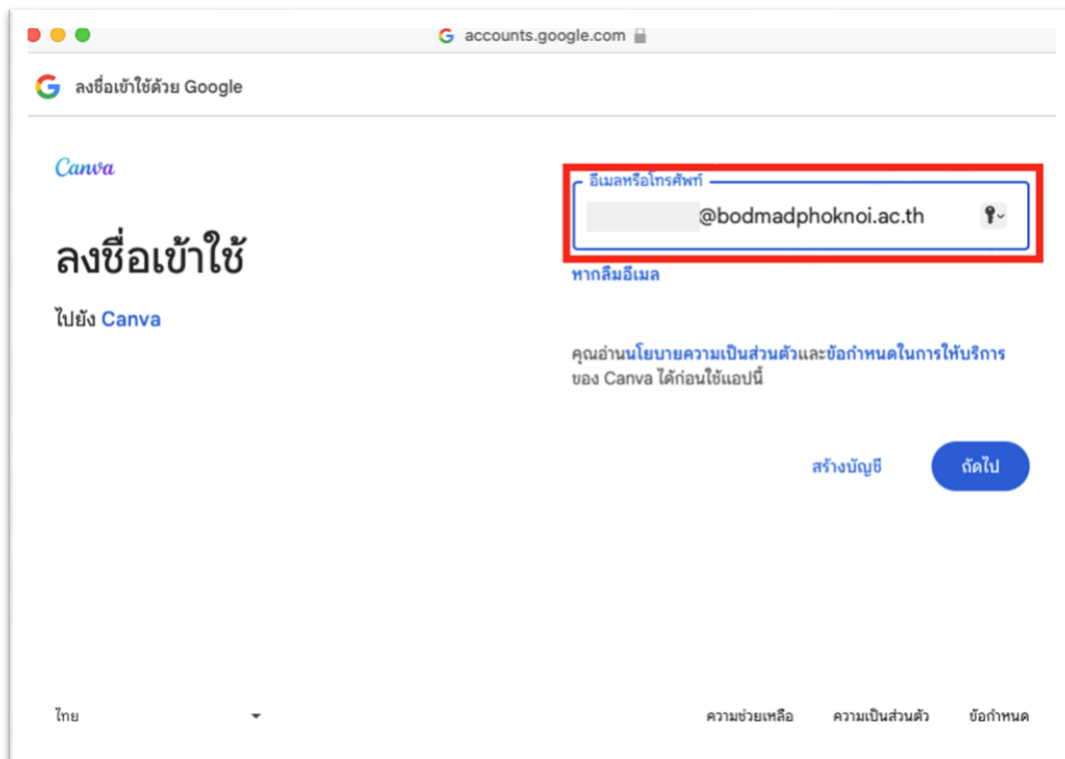 accounts.google.com
ลงชื่อเข้าใช้ด้วย Google
Canva
ลงชื่อเข้าใช้
ไปยัง Canva
อีเมลหรือโทรศัพท์
@bodmadphoknoi.ac.th
หากลืมอีเมล
คุณอ่านนโยบายความเป็นส่วนตัวและข้อกำหนดในการให้บริการ
ของ Canva ได้ก่อนใช้แอปนี้
สร้างบัญชี
ถัดไป
ไทย
ความช่วยเหลือ
ความเป็นส่วนตัว
ข้อกำหนด